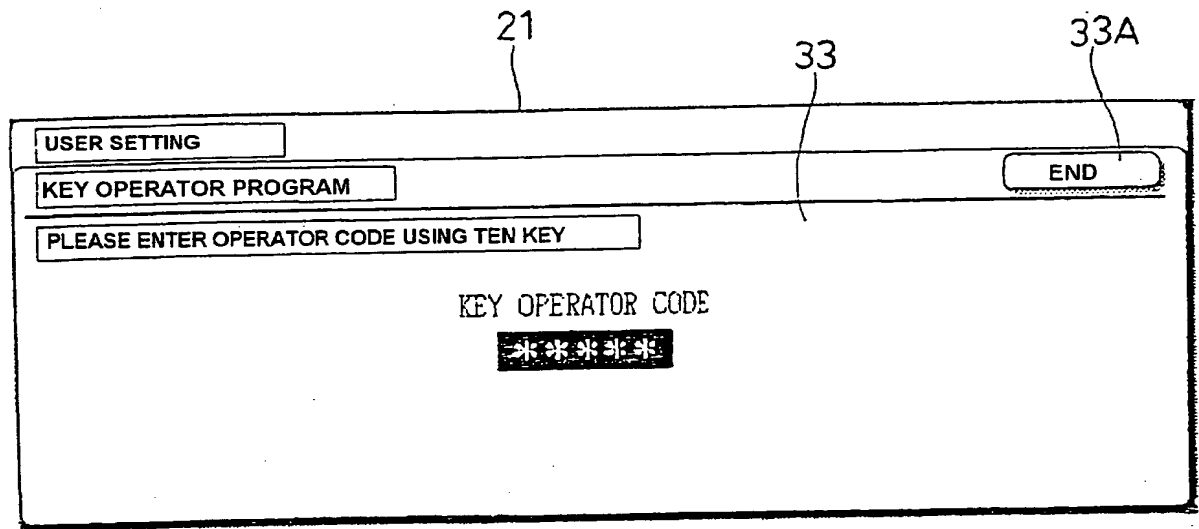 21
33
33A
USER SETTING
KEY OPERATOR PROGRAM
END
PLEASE ENTER OPERATOR CODE USING TEN KEY
KEY OPERATOR CODE
*****